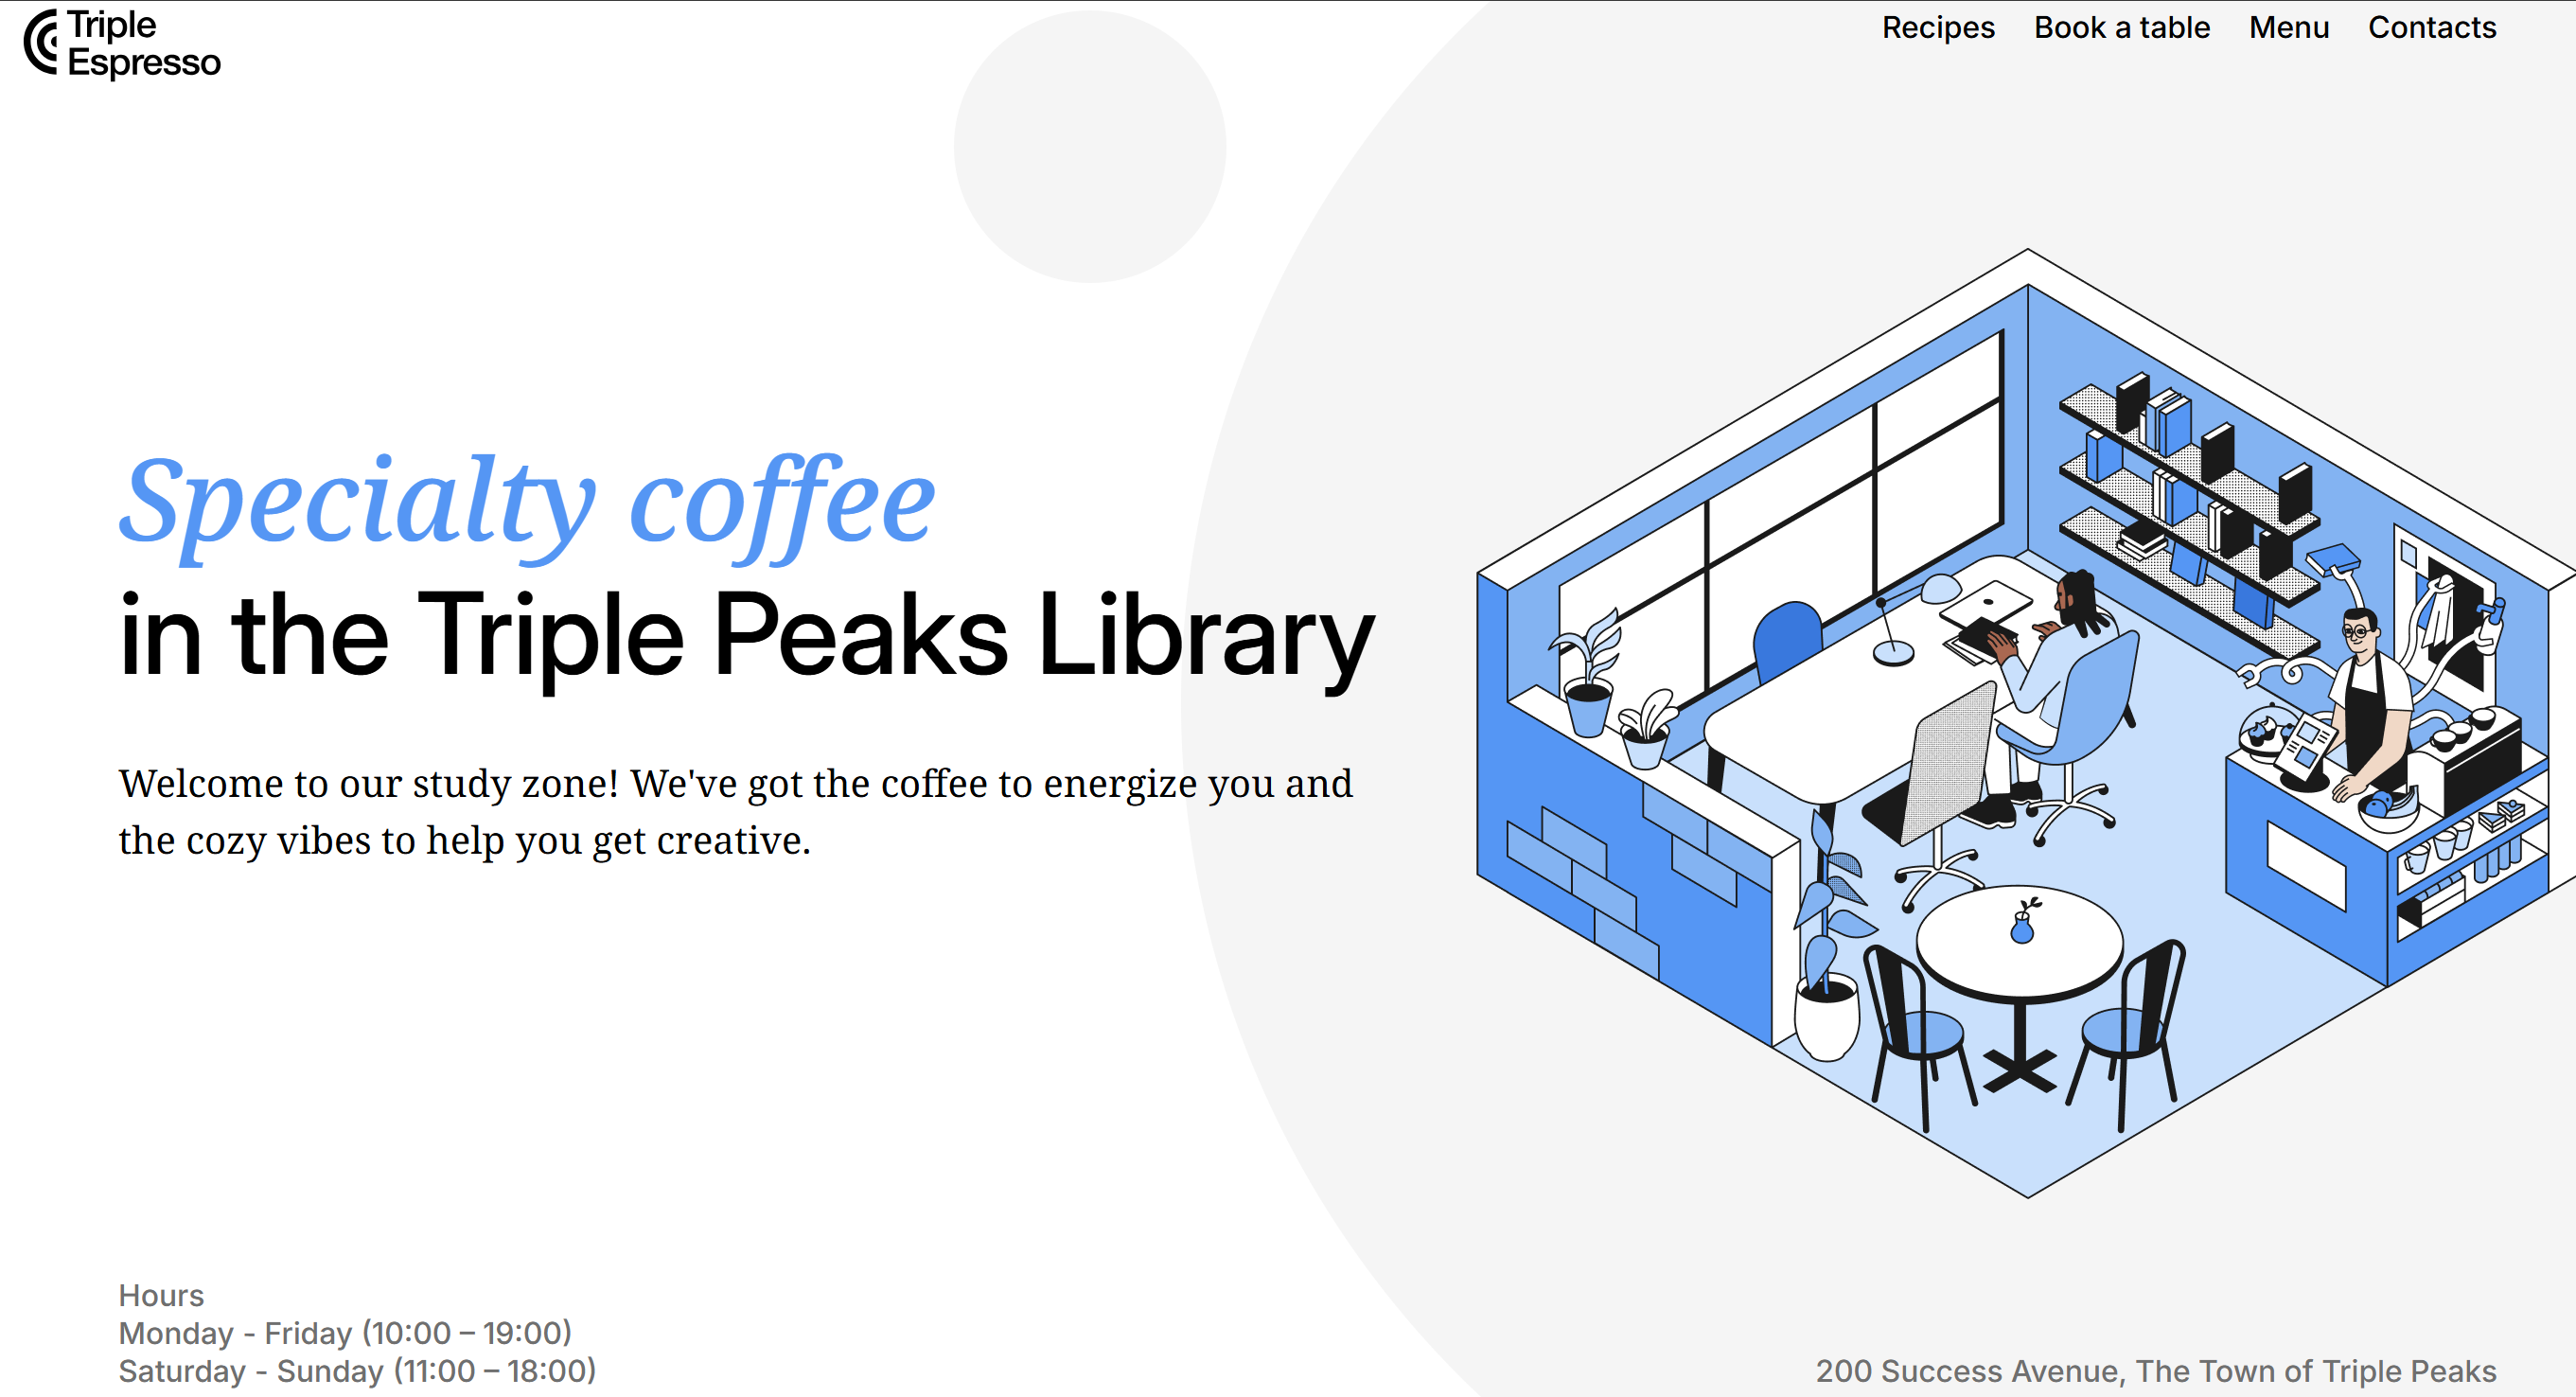 Triple
Espresso
Recipes Book a table Menu Contacts
Specialty coffee
in the Triple Peaks Library
Welcome to our study zone! We've got the coffee to energize you and
the cozy vibes to help you get creative.
Hours
Monday - Friday (10:00 – 19:00)
Saturday - Sunday (11:00 – 18:00)
200 Success Avenue, The Town of Triple Peaks